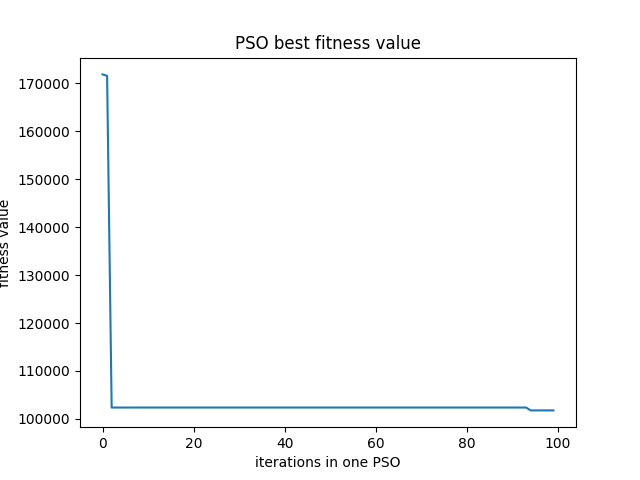 PSO best fitness value
170000
160000
150000
140000
130000
120000
110000
100000
fitness value
0 20 40 60 80 100
iterations in one PSO